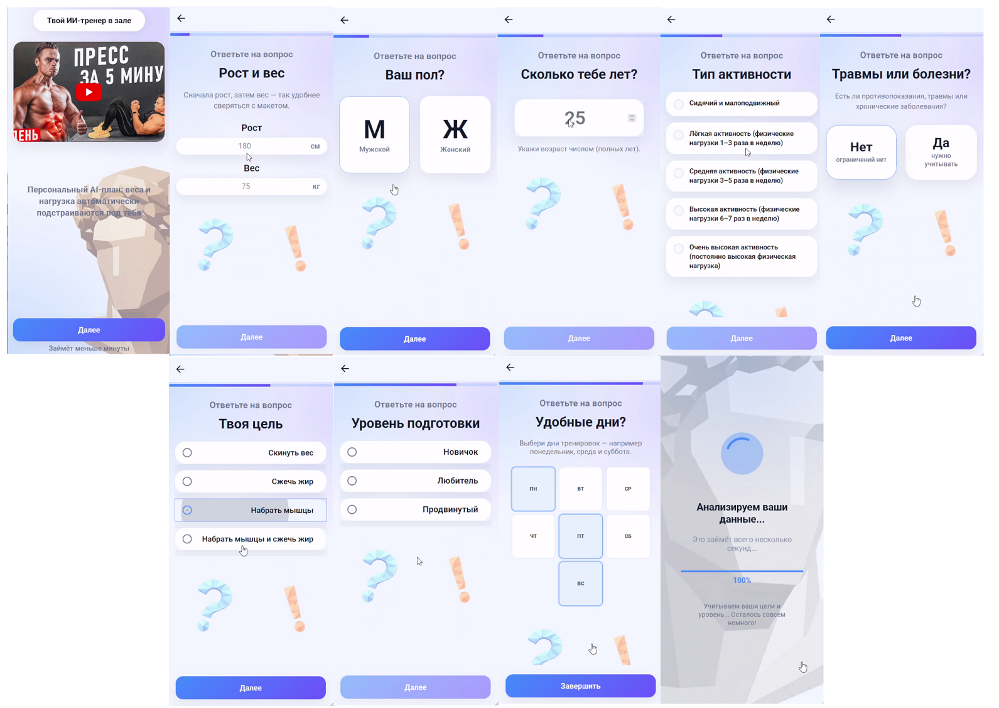 Твой ИИ-тренер в зале
ПРЕСС
ЗА 5 МИНУ
ДЕНЬ
Персональный AI-план: веса и
нагрузка автоматически
подстраиваются под тебя
Далее
Займёт меньше минуты
Ответьте на вопрос
Рост и вес
Сначала рост, затем вес — так удобнее
сверяться с макетом.
Рост
180 см
Вес
75 кг
Далее
Ответьте на вопрос
Ваш пол?
М
Мужской
Ж
Женский
Далее
Ответьте на вопрос
Сколько тебе лет?
25
Укажи возраст числом (полных лет).
Далее
Ответьте на вопрос
Тип активности
Сидячий и малоподвижный
Лёгкая активность (физические
нагрузки 1–3 раза в неделю)
Средняя активность (физические
нагрузки 3–5 раза в неделю)
Высокая активность (физические
нагрузки 6–7 раз в неделю)
Очень высокая активность
(постоянно высокая физическая
нагрузка)
Далее
Ответьте на вопрос
Травмы или болезни?
Есть ли противопоказания, травмы или
хронические заболевания?
Нет
ограничений нет
Да
нужно
учитывать
Далее
Ответьте на вопрос
Твоя цель
Скинуть вес
Сжечь жир
Набрать мышцы
Набрать мышцы и сжечь жир
Далее
Ответьте на вопрос
Уровень подготовки
Новичок
Любитель
Продвинутый
Далее
Ответьте на вопрос
Удобные дни?
Выбери дни тренировок — например
понедельник, среда и суббота.
ПН ВТ СР
ЧТ ПТ СБ
ВС
Завершить
Анализируем ваши
данные...
Это займёт всего несколько
секунд...
100%
Учитываем ваши цели и
уровень... Осталось совсем
немного!